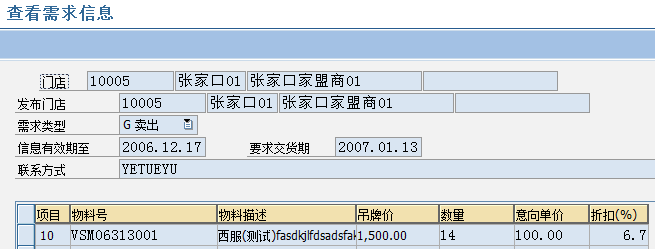 查看需求信息
门店 10005 张家口01 张家口家盟商01
发布门店 10005 张家口01 张家口家盟商01
需求类型 G 卖出
信息有效期至 2006.12.17 要求交货期 2007.01.13
联系方式 YETUEYU
项目 物料号 物料描述 吊牌价 数量 意向单价 折扣(%)
10 VSM06313001 西服(测试)fasdkjlfdsadsfak 1,500.00 14 100.00 6.7